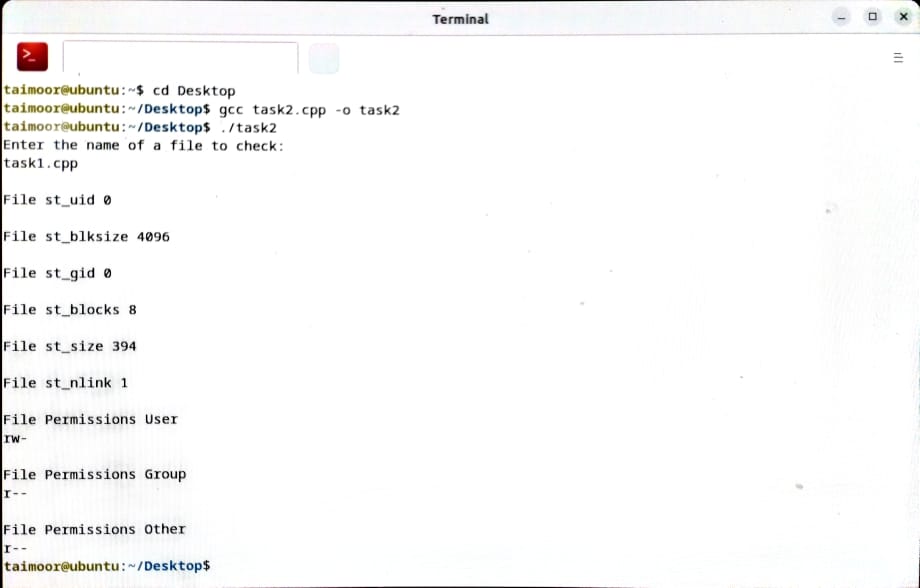 Terminal
>_
taimoor@ubuntu:~$ cd Desktop
taimoor@ubuntu:~/Desktop$ gcc task2.cpp -o task2
taimoor@ubuntu:~/Desktop$ ./task2
Enter the name of a file to check:
task1.cpp
File st_uid 0
File st_blksize 4096
File st_gid 0
File st_blocks 8
File st_size 394
File st_nlink 1
File Permissions User
rw-
File Permissions Group
r--
File Permissions Other
r--
taimoor@ubuntu:~/Desktop$